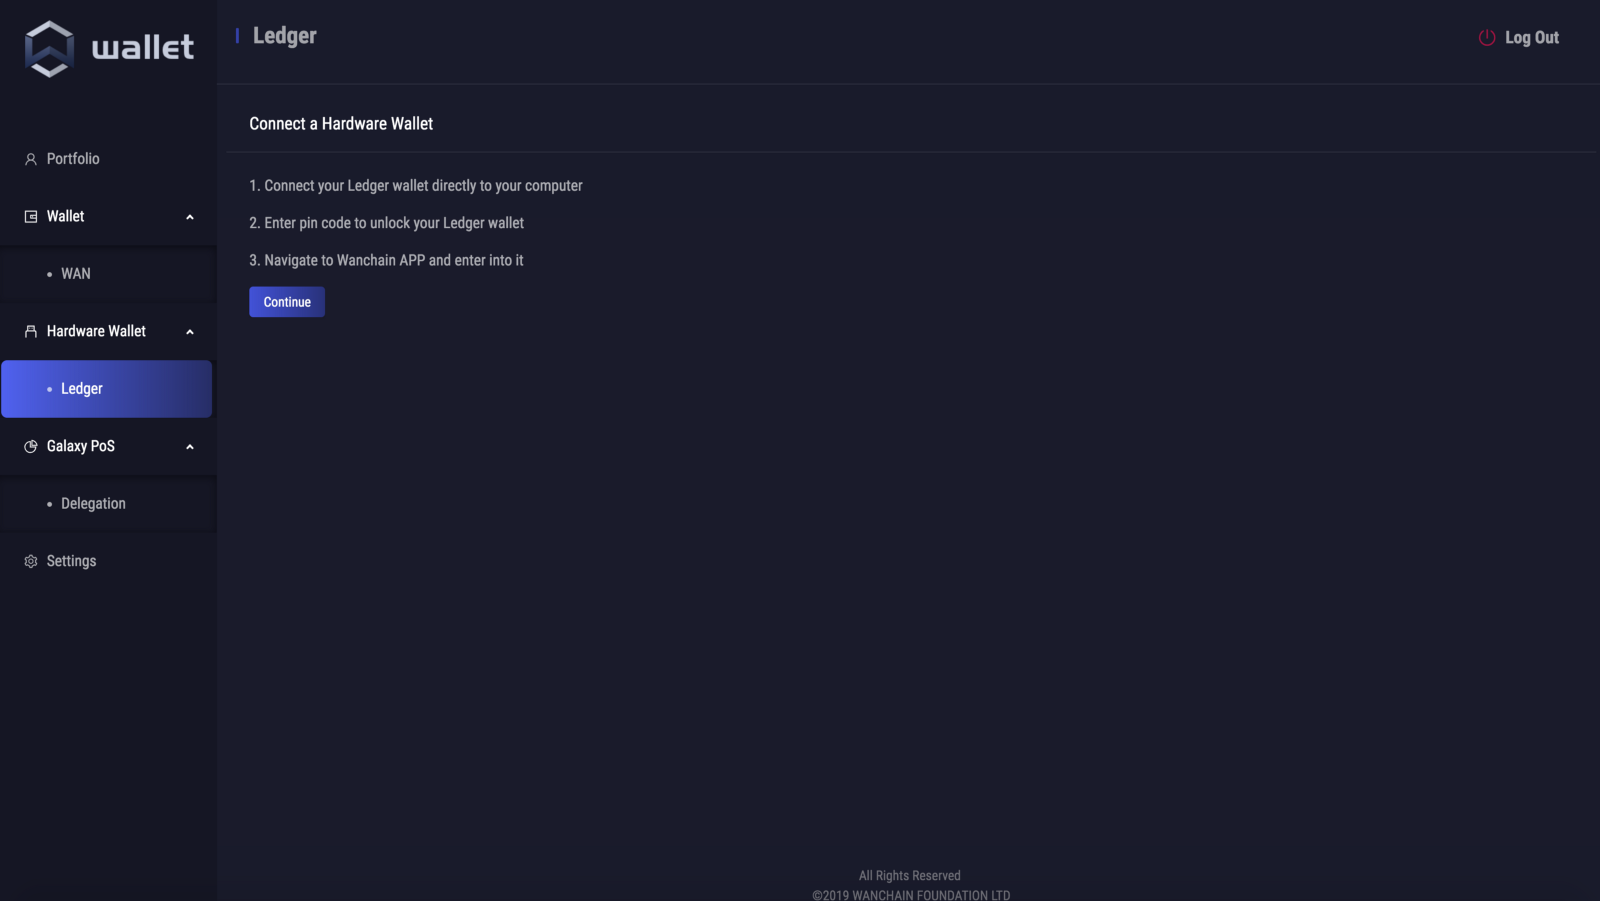 wallet
Ledger
Log Out
Connect a Hardware Wallet
Portfolio
1. Connect your Ledger wallet directly to your computer
Wallet
2. Enter pin code to unlock your Ledger wallet
3. Navigate to Wanchain APP and enter into it
WAN
Continue
Hardware Wallet
Ledger
Galaxy PoS
Delegation
Settings
All Rights Reserved
©2019 WANCHAIN FOUNDATION LTD